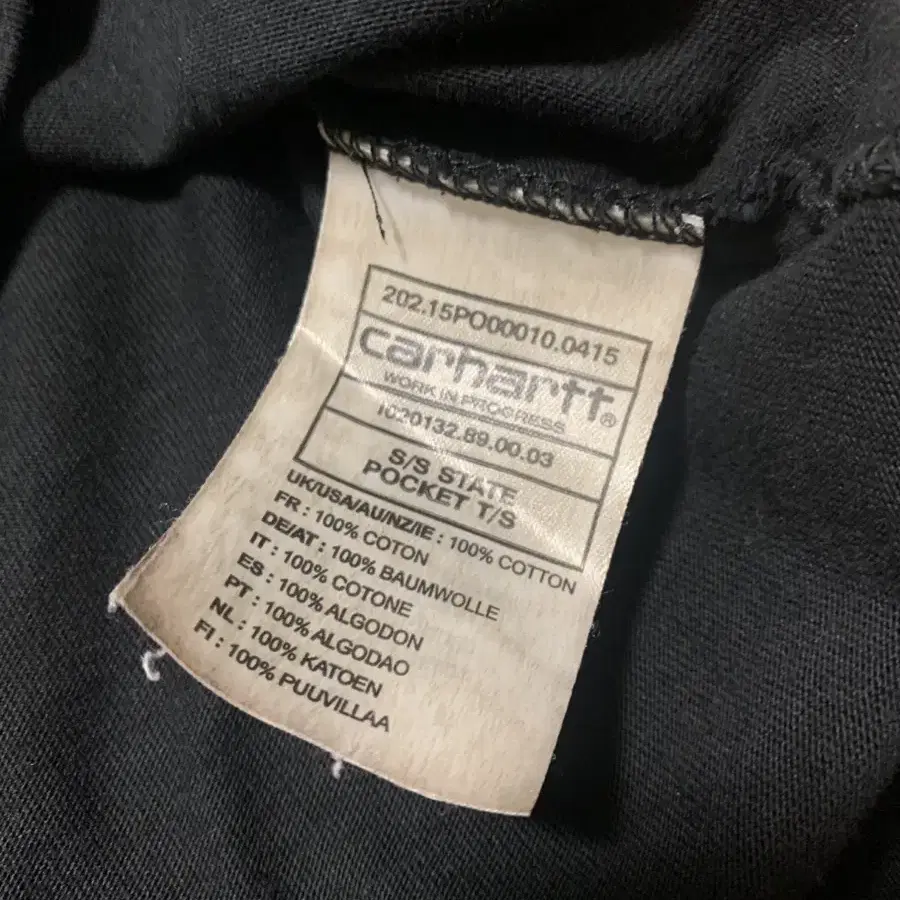 202.15PO00010.0415
carhartt®
WORK IN PROGRESS
I020132.89.00.03
S/S STATE
POCKET T/S
UK/USA/AU/NZ/IE : 100% COTTON
FR : 100% COTON
DE/AT : 100% BAUMWOLLE
IT : 100% COTONE
ES : 100% ALGODON
PT : 100% ALGODAO
NL : 100% KATOEN
FI : 100% PUUVILLAA